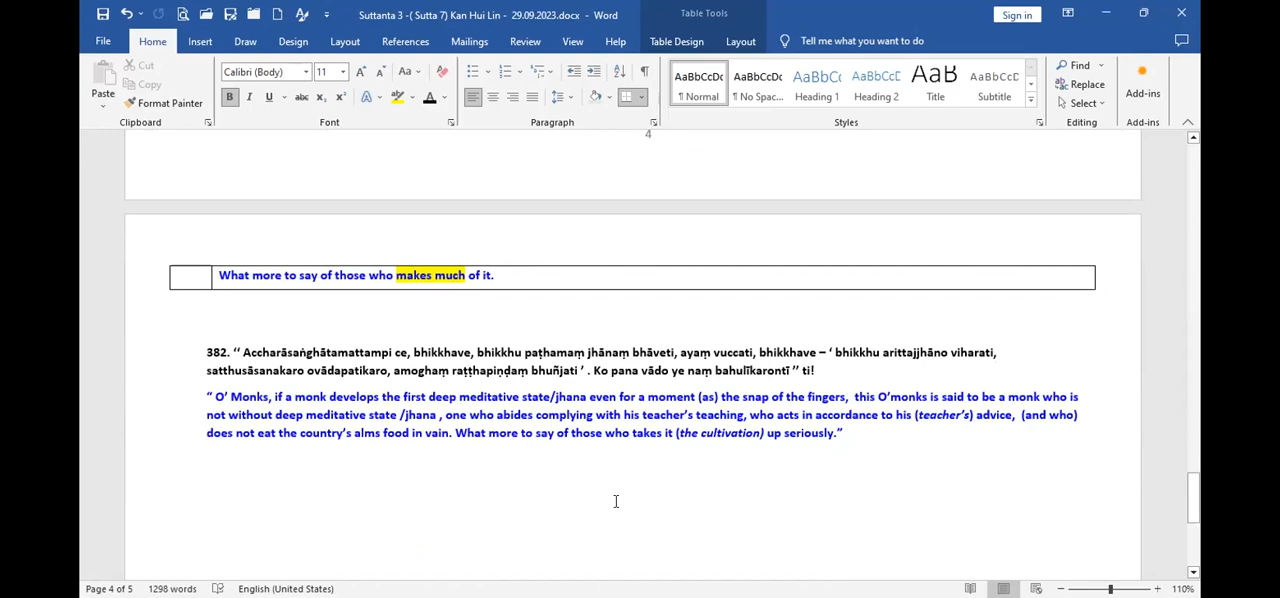 Suttanta 3 -( Sutta 7) Kan Hui Lin - 29.09.2023.docx - Word
Table Tools
Sign in
File Home Insert Draw Design Layout References Mailings Review View Help Table Design Layout Tell me what you want to do
Paste
Cut
Copy
Format Painter
Clipboard
Calibri (Body) 11
Font
Paragraph
AaBbCcDc AaBbCcDc AaBbC( AaBbCc AaB AaBbCcD
¶ Normal ¶ No Spac... Heading 1 Heading 2 Title Subtitle
Styles
Find
Replace
Select
Editing
Add-ins
Add-ins
4
What more to say of those who makes much of it.
382. ‘‘ Accharāsaṅghātamattampi ce, bhikkhave, bhikkhu paṭhamaṃ jhānaṃ bhāveti, ayaṃ vuccati, bhikkhave – ‘ bhikkhu arittajjhāno viharati,
satthusāsanakaro ovādapatikaro, amoghaṃ raṭṭhapiṇḍaṃ bhuñjati ’ . Ko pana vādo ye naṃ bahulīkarontī ’’ ti!
“ O’ Monks, if a monk develops the first deep meditative state/jhana even for a moment (as) the snap of the fingers, this O’monks is said to be a monk who is
not without deep meditative state /jhana , one who abides complying with his teacher’s teaching, who acts in accordance to his (teacher’s) advice, (and who)
does not eat the country’s alms food in vain. What more to say of those who takes it (the cultivation) up seriously.”
Page 4 of 5 1298 words English (United States) 110%